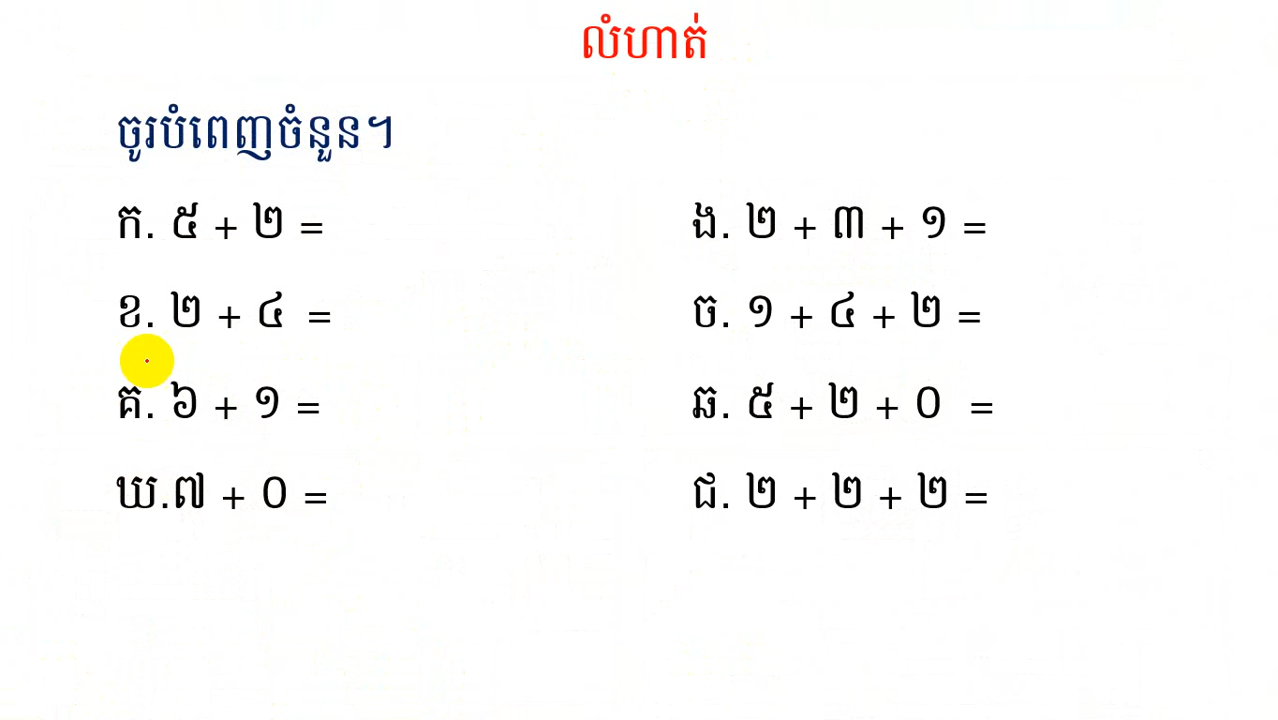 លំហាត់
ចូរបំពេញចំនួន។
ក. ៥ + ២ =
ខ. ២ + ៤ =
គ. ៦ + ១ =
ឃ.៧ + ០ =
ង. ២ + ៣ + ១ =
ច. ១ + ៤ + ២ =
ឆ. ៥ + ២ + ០ =
ជ. ២ + ២ + ២ =